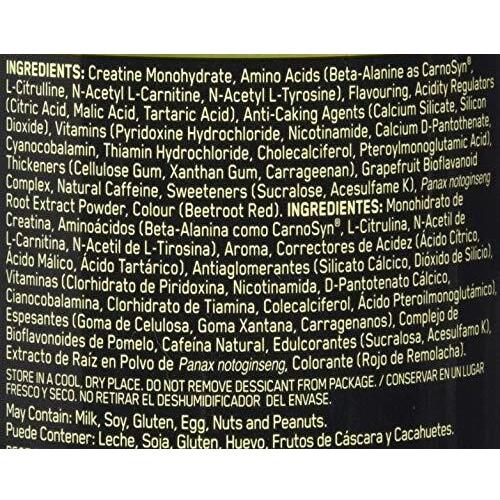 INGREDIENTS: Creatine Monohydrate, Amino Acids (Beta-Alanine as CarnoSyn®,
L-Citrulline, N-Acetyl L-Carnitine, N-Acetyl L-Tyrosine), Flavouring, Acidity Regulators
(Citric Acid, Malic Acid, Tartaric Acid), Anti-Caking Agents (Calcium Silicate, Silicon
Dioxide), Vitamins (Pyridoxine Hydrochloride, Nicotinamide, Calcium D-Pantothenate,
Cyanocobalamin, Thiamin Hydrochloride, Cholecalciferol, Pteroylmonoglutamic Acid),
Thickeners (Cellulose Gum, Xanthan Gum, Carrageenan), Grapefruit Bioflavonoid
Complex, Natural Caffeine, Sweeteners (Sucralose, Acesulfame K), Panax notoginseng
Root Extract Powder, Colour (Beetroot Red). INGREDIENTES: Monohidrato de
Creatina, Aminoácidos (Beta-Alanina como CarnoSyn®, L-Citrulina, N-Acetil de
L-Carnitina, N-Acetil de L-Tirosina), Aroma, Correctores de Acidez (Ácido Cítrico,
Ácido Málico, Ácido Tartárico), Antiaglomerantes (Silicato Cálcico, Dióxido de Silicio),
Vitaminas (Clorhidrato de Piridoxina, Nicotinamida, D-Pantotenato Cálcico,
Cianocobalamina, Clorhidrato de Tiamina, Colecalciferol, Ácido Pteroilmonoglutámico),
Espesantes (Goma de Celulosa, Goma Xantana, Carragenanos), Complejo de
Bioflavonoides de Pomelo, Cafeína Natural, Edulcorantes (Sucralosa, Acesulfamo K),
Extracto de Raíz en Polvo de Panax notoginseng, Colorante (Rojo de Remolacha).
STORE IN A COOL, DRY PLACE. DO NOT REMOVE DESSICANT FROM PACKAGE. / CONSERVAR EN UN LUGAR
FRESCO Y SECO. NO RETIRAR EL DESHUMIDIFICADOR DEL ENVASE.
May Contain: Milk, Soy, Gluten, Egg, Nuts and Peanuts.
Puede Contener: Leche, Soja, Gluten, Huevo, Frutos de Cáscara y Cacahuetes.